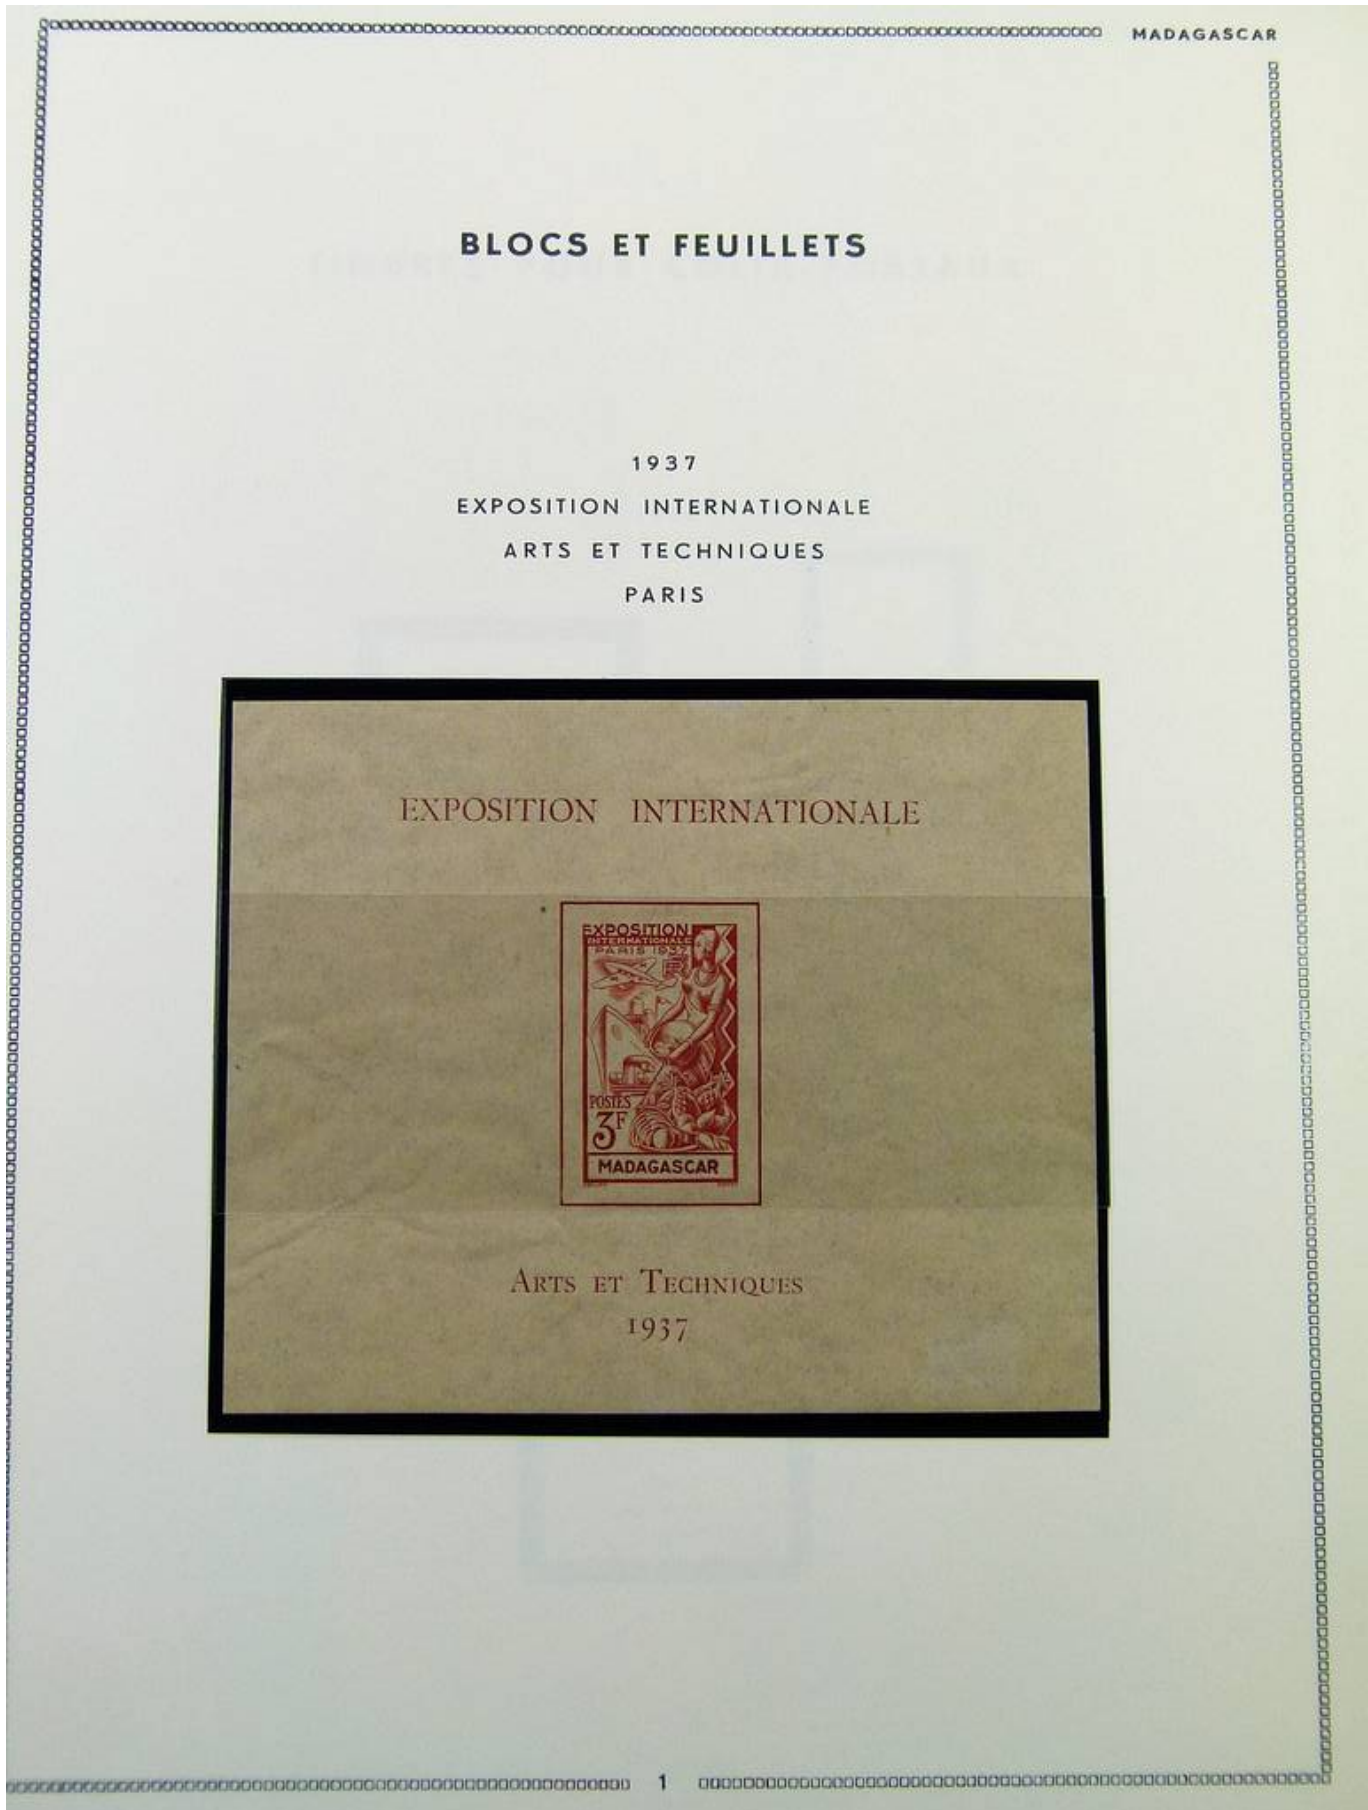 MADAGASCAR
BLOCS ET FEUILLETS
1937
EXPOSITION INTERNATIONALE
ARTS ET TECHNIQUES
PARIS
EXPOSITION INTERNATIONALE
EXPOSITION
INTERNATIONALE
PARIS 1937
RF
POSTES
3F
MADAGASCAR
ARTS ET TECHNIQUES
1937
1